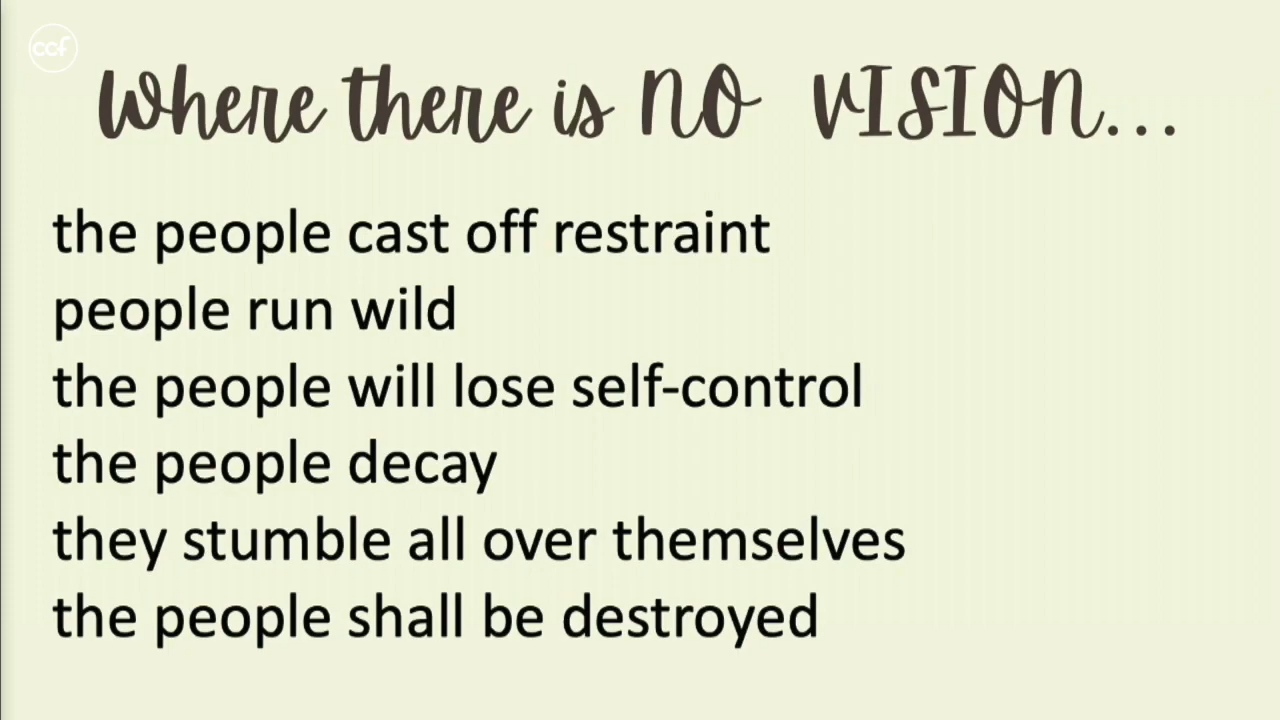 ccf
Where there is NO VISION...
the people cast off restraint
people run wild
the people will lose self-control
the people decay
they stumble all over themselves
the people shall be destroyed